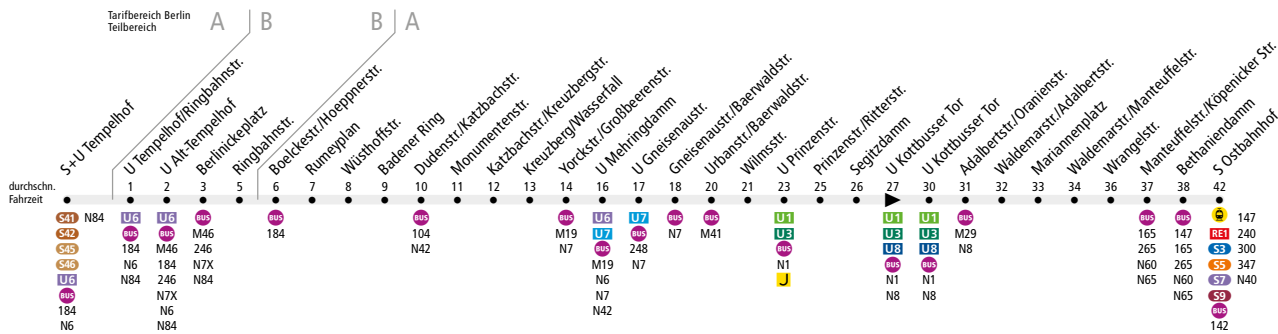 Tarifbereich Berlin
Teilbereich
A
B
B
A
S+U Tempelhof
U Tempelhof/Ringbahnstr.
U Alt-Tempelhof
Berlinickeplatz
Ringbahnstr.
Boelckestr./Hoeppnerstr.
Rumeyplan
Wüsthoffstr.
Badener Ring
Dudenstr./Katzbachstr.
Monumentenstr.
Katzbachstr./Kreuzbergstr.
Kreuzberg/Wasserfall
Yorckstr./Großbeerenstr.
U Mehringdamm
U Gneisenaustr.
Gneisenaustr./Baerwaldstr.
Urbanstr./Baerwaldstr.
Wilmsstr.
U Prinzenstr.
Prinzenstr./Ritterstr.
Segitzdamm
U Kottbusser Tor
U Kottbusser Tor
Adalbertstr./Oranienstr.
Waldemarstr./Adalbertstr.
Mariannenplatz
Waldemarstr./Manteuffelstr.
Wrangelstr.
Manteuffelstr./Köpenicker Str.
Bethaniendamm
S Ostbahnhof
durchschn.
Fahrzeit
1 2 3 5 6 7 8 9 10 11 12 13 14 16 17 18 20 21 23 25 26 27 30 31 32 33 34 36 37 38 42
S41 N84
S42
S45
S46
U6
BUS
184
N6
U6
BUS
184
N6
N84
U6
BUS
M46
184
246
N7X
N6
N84
BUS
M46
246
N7X
N84
BUS
184
BUS
104
N42
BUS
M19
N7
U6
U7
BUS
M19
N6
N7
N42
U7
BUS
248
N7
BUS
N7
BUS
M41
U1
U3
BUS
N1
U1
U3
U8
BUS
N1
N8
U1
U3
U8
BUS
N1
N8
BUS
M29
N8
BUS
165
265
N60
N65
BUS
147
165
265
N60
N65
147
RE1 240
S3 300
S5 347
S7 N40
S9
BUS
142